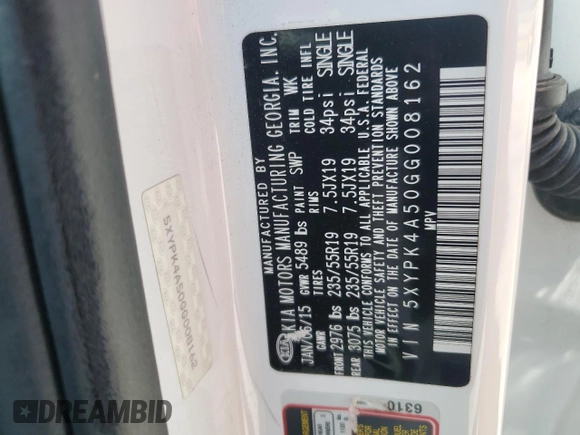 MANUFACTURED BY
KIA MOTORS MANUFACTURING GEORGIA. INC.
JAN/06/15 GVWR 5489 lbs PAINT SWP TRIM WK
GAWR TIRES RIMS COLD TIRE INFL
FRONT 2976 lbs 235/55R19 7.5JX19 34psi SINGLE
REAR 3075 lbs 235/55R19 7.5JX19 34psi SINGLE
THIS VEHICLE CONFORMS TO ALL APPLICABLE U.S.A. FEDERAL
MOTOR VEHICLE SAFETY AND THEFT PREVENTION STANDARDS
IN EFFECT ON THE DATE OF MANUFACTURE SHOWN ABOVE
VIN 5XYPK4A50GG008162
MPV
KIA
5XYPK4A50GG008162
6310
DREAMBID